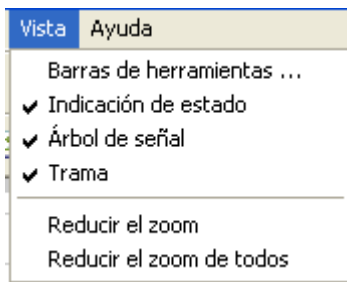 Vista Ayuda
Barras de herramientas ...
Indicación de estado
Árbol de señal
Trama
Reducir el zoom
Reducir el zoom de todos